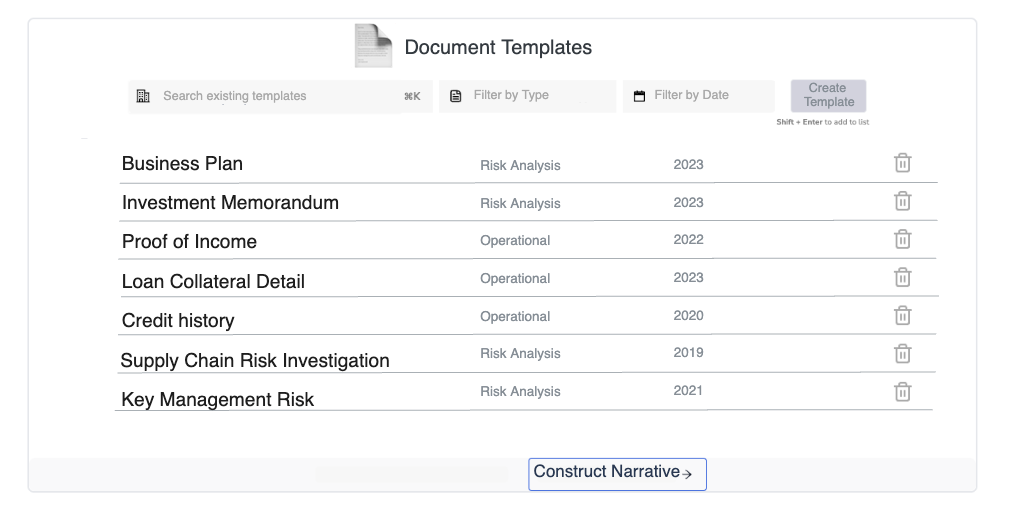 Document Templates
Search existing templates ⌘K Filter by Type Filter by Date Create
Template
Shift + Enter to add to list
Business Plan Risk Analysis 2023
Investment Memorandum Risk Analysis 2023
Proof of Income Operational 2022
Loan Collateral Detail Operational 2023
Credit history Operational 2020
Supply Chain Risk Investigation Risk Analysis 2019
Key Management Risk Risk Analysis 2021
Construct Narrative→